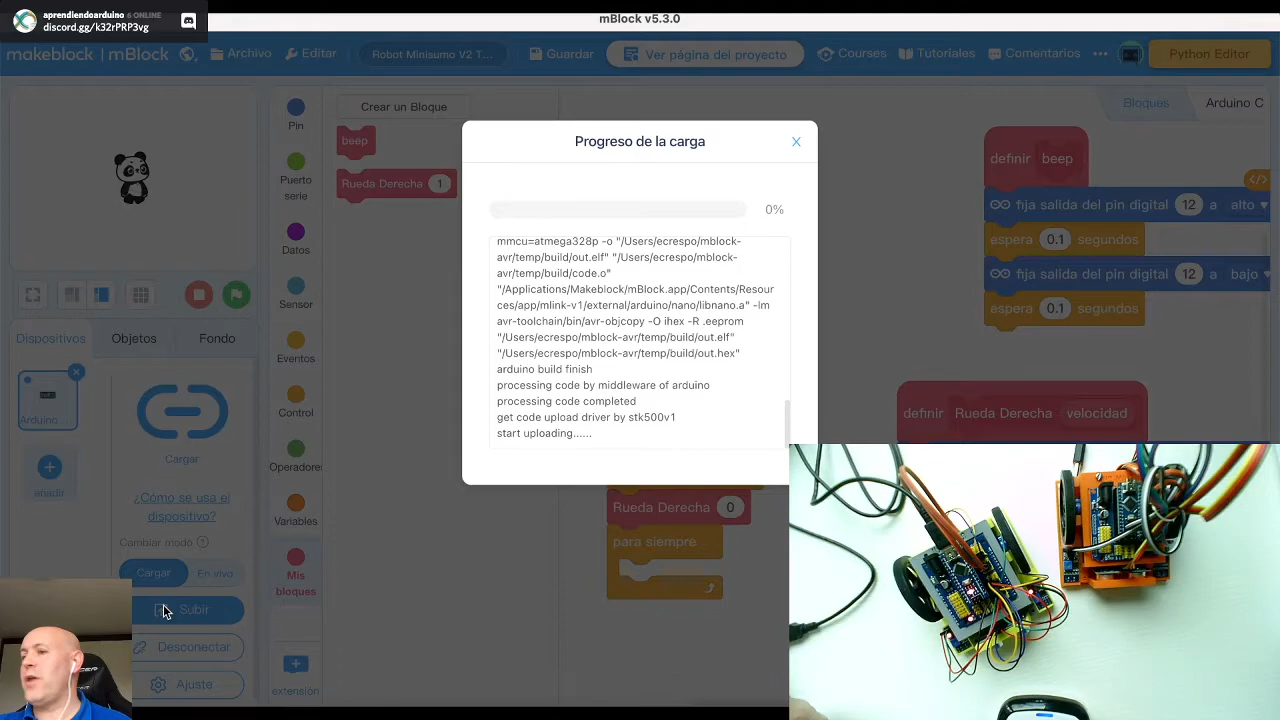 aprendiendoarduino 6 ONLINE
discord.gg/k32rPRP3vg
mBlock v5.3.0
makeblock | mBlock
Archivo
Editar
Robot Minisumo V2 T...
Guardar
Ver página del proyecto
Courses
Tutoriales
Comentarios
Python Editor
Pin
Puerto
serie
Datos
Sensor
Eventos
Control
Operadores
Variables
Mis
bloques
extensión
Crear un Bloque
beep
Rueda Derecha 1
Dispositivos
Objetos
Fondo
Arduino
añadir
Cargar
¿Cómo se usa el
dispositivo?
Cambiar modo
Cargar
En vivo
Subir
Desconectar
Ajuste
Progreso de la carga
X
0%
mmcu=atmega328p -o "/Users/ecrespo/mblock-
avr/temp/build/out.elf" "/Users/ecrespo/mblock-
avr/temp/build/code.o"
"/Applications/Makeblock/mBlock.app/Contents/Resour
ces/app/mlink-v1/external/arduino/nano/libnano.a" -lm
avr-toolchain/bin/avr-objcopy -O ihex -R .eeprom
"/Users/ecrespo/mblock-avr/temp/build/out.elf"
"/Users/ecrespo/mblock-avr/temp/build/out.hex"
arduino build finish
processing code by middleware of arduino
processing code completed
get code upload driver by stk500v1
start uploading......
Rueda Derecha 0
para siempre
Bloques
Arduino C
definir beep
fija salida del pin digital 12 a alto
espera 0.1 segundos
fija salida del pin digital 12 a bajo
espera 0.1 segundos
definir Rueda Derecha velocidad